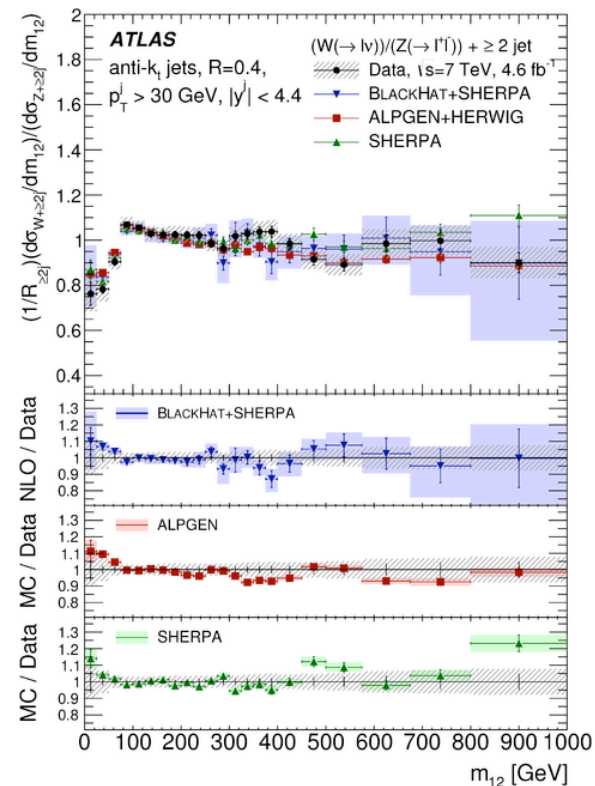 ATLAS
(W(→ lν))/(Z(→ l⁺l⁻)) + ≥ 2 jet
anti-kₜ jets, R=0.4,
p_T^j > 30 GeV, |y^j| < 4.4
Data, √s=7 TeV, 4.6 fb⁻¹
BLACKHAT+SHERPA
ALPGEN+HERWIG
SHERPA
(1/R_≥2j)(dσ_W+≥2j/dm₁₂)/(dσ_Z+≥2j/dm₁₂)
2
1.8
1.6
1.4
1.2
1
0.8
0.6
0.4
NLO / Data
BLACKHAT+SHERPA
1.3
1.2
1.1
1.0
0.9
0.8
MC / Data
ALPGEN
1.3
1.2
1.1
1
0.9
0.8
MC / Data
SHERPA
1.3
1.2
1.1
1
0.9
0.8
0 100 200 300 400 500 600 700 800 900 1000
m₁₂ [GeV]